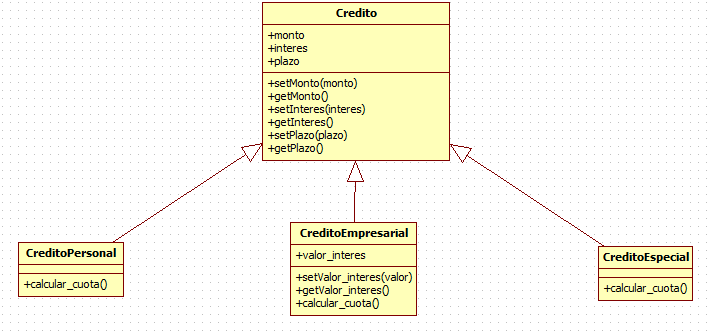 Credito
+monto
+interes
+plazo
+setMonto(monto)
+getMonto()
+setInteres(interes)
+getInteres()
+setPlazo(plazo)
+getPlazo()
CreditoPersonal
+calcular_cuota()
CreditoEmpresarial
+valor_interes
+setValor_interes(valor)
+getValor_interes()
+calcular_cuota()
CreditoEspecial
+calcular_cuota()